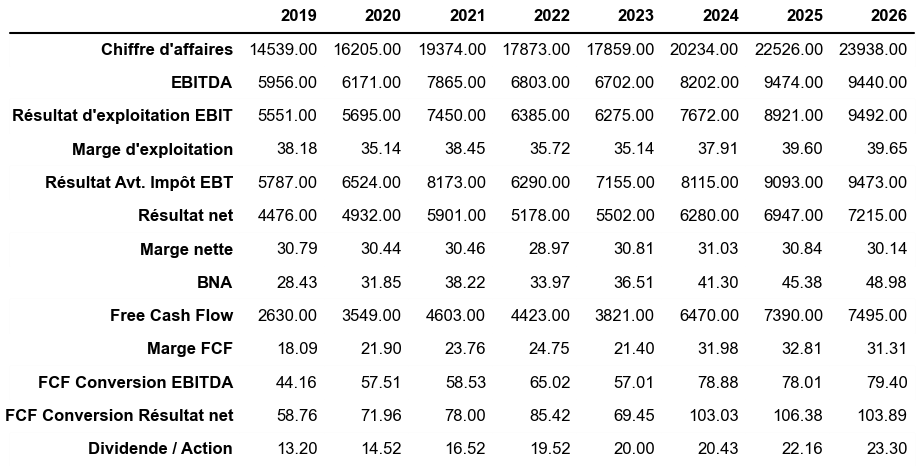 2019 2020 2021 2022 2023 2024 2025 2026
Chiffre d'affaires 14539.00 16205.00 19374.00 17873.00 17859.00 20234.00 22526.00 23938.00
EBITDA 5956.00 6171.00 7865.00 6803.00 6702.00 8202.00 9474.00 9440.00
Résultat d'exploitation EBIT 5551.00 5695.00 7450.00 6385.00 6275.00 7672.00 8921.00 9492.00
Marge d'exploitation 38.18 35.14 38.45 35.72 35.14 37.91 39.60 39.65
Résultat Avt. Impôt EBT 5787.00 6524.00 8173.00 6290.00 7155.00 8115.00 9093.00 9473.00
Résultat net 4476.00 4932.00 5901.00 5178.00 5502.00 6280.00 6947.00 7215.00
Marge nette 30.79 30.44 30.46 28.97 30.81 31.03 30.84 30.14
BNA 28.43 31.85 38.22 33.97 36.51 41.30 45.38 48.98
Free Cash Flow 2630.00 3549.00 4603.00 4423.00 3821.00 6470.00 7390.00 7495.00
Marge FCF 18.09 21.90 23.76 24.75 21.40 31.98 32.81 31.31
FCF Conversion EBITDA 44.16 57.51 58.53 65.02 57.01 78.88 78.01 79.40
FCF Conversion Résultat net 58.76 71.96 78.00 85.42 69.45 103.03 106.38 103.89
Dividende / Action 13.20 14.52 16.52 19.52 20.00 20.43 22.16 23.30